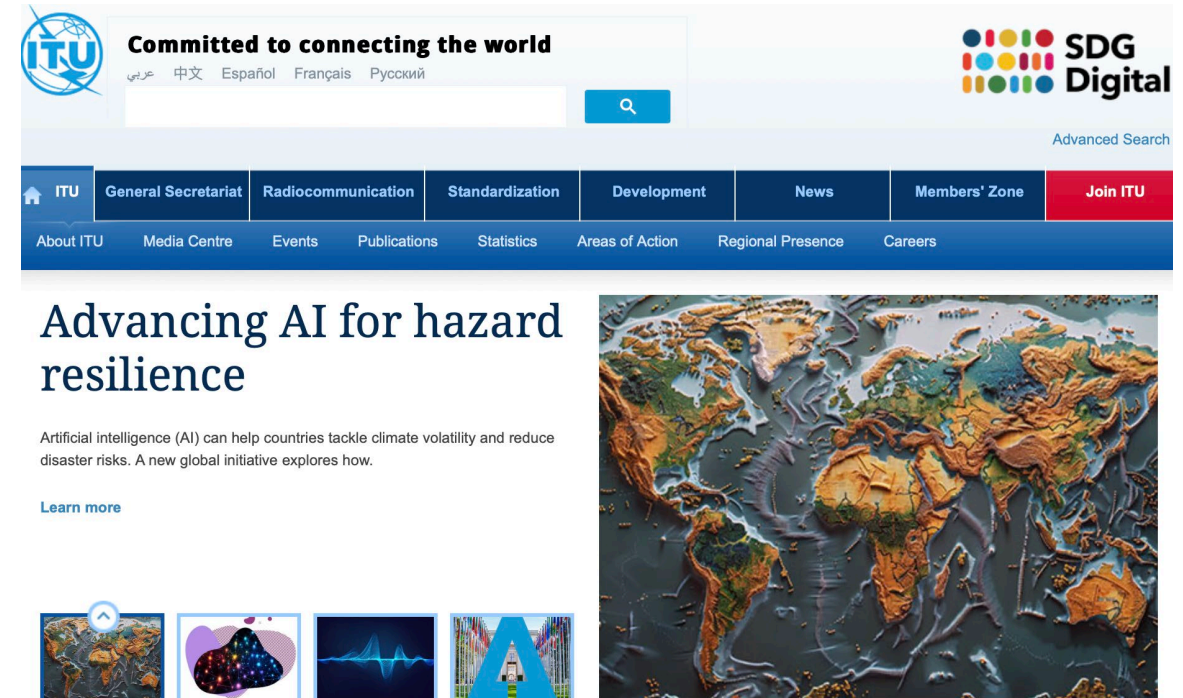 ITU
Committed to connecting the world
عربي 中文 Español Français Русский
SDG
Digital
Advanced Search
ITU General Secretariat Radiocommunication Standardization Development News Members' Zone Join ITU
About ITU Media Centre Events Publications Statistics Areas of Action Regional Presence Careers
Advancing AI for hazard
resilience
Artificial intelligence (AI) can help countries tackle climate volatility and reduce
disaster risks. A new global initiative explores how.
Learn more
A